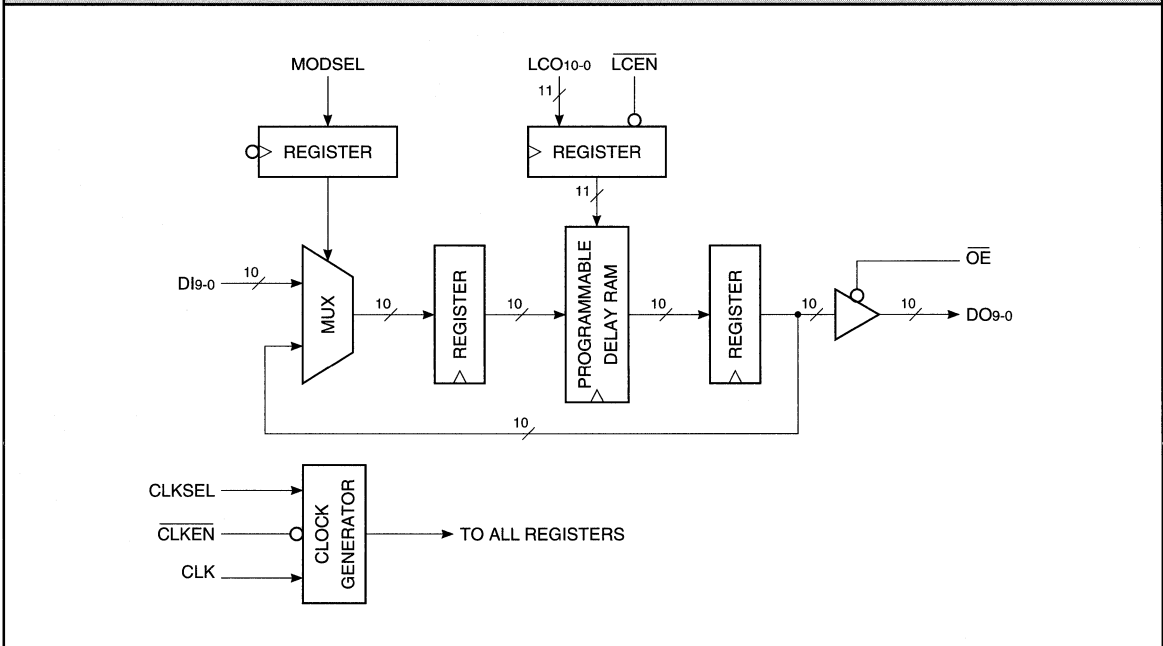 MODSEL
LCO10-0
LCEN
11
REGISTER
REGISTER
11
DI9-0
10
MUX
10
REGISTER
10
PROGRAMMABLE
DELAY RAM
10
REGISTER
10
OE
10
DO9-0
10
CLKSEL
CLKEN
CLK
CLOCK
GENERATOR
TO ALL REGISTERS